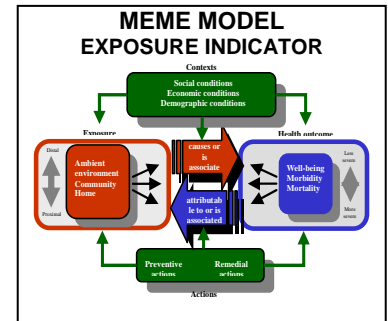 MEME MODEL
EXPOSURE INDICATOR
Contexts
Social conditions
Economic conditions
Demographic conditions
Exposure
Health outcome
Distal
Proximal
Ambient
environment
Community
Home
causes or
is
associate
attributab
le to or is
associated
Well-being
Morbidity
Mortality
Less
severe
More
severe
Preventive
actions
Remedial
actions
Actions